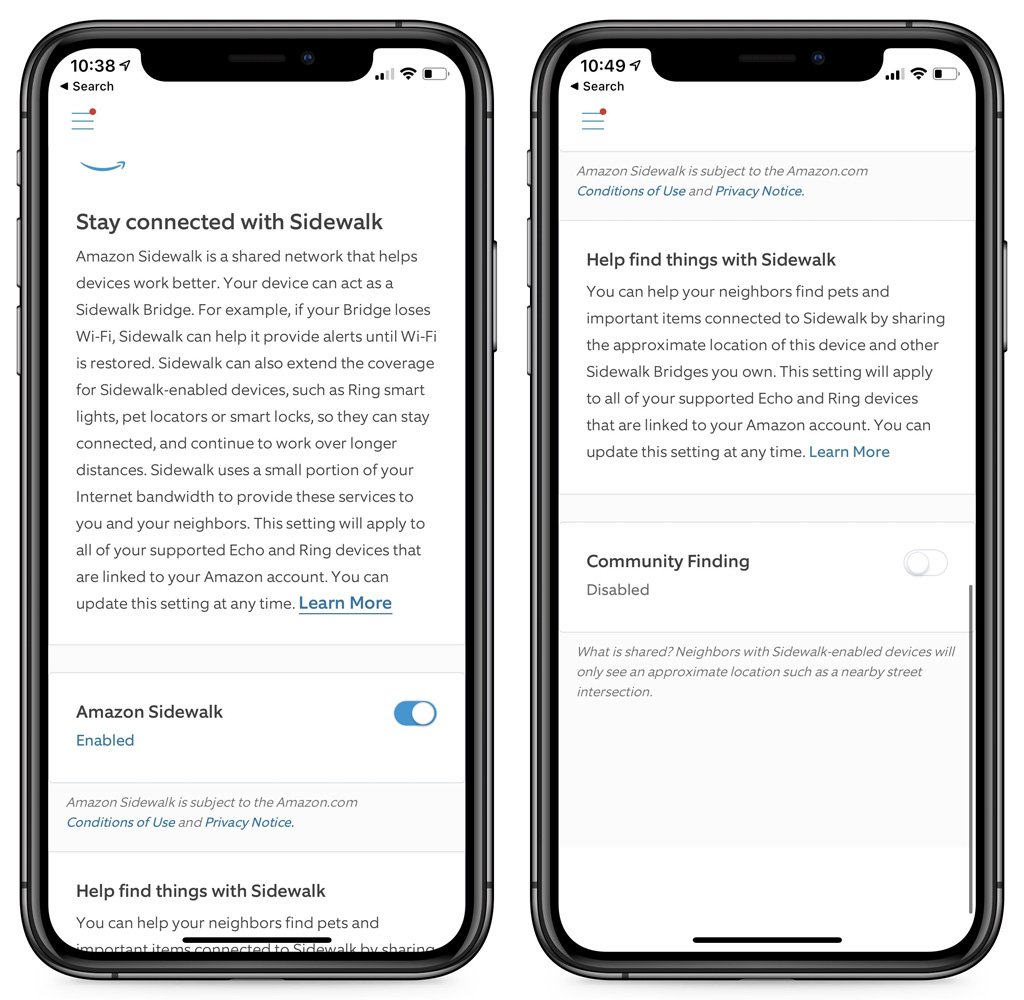 10:38
◀ Search
Stay connected with Sidewalk
Amazon Sidewalk is a shared network that helps
devices work better. Your device can act as a
Sidewalk Bridge. For example, if your Bridge loses
Wi-Fi, Sidewalk can help it provide alerts until Wi-Fi
is restored. Sidewalk can also extend the coverage
for Sidewalk-enabled devices, such as Ring smart
lights, pet locators or smart locks, so they can stay
connected, and continue to work over longer
distances. Sidewalk uses a small portion of your
Internet bandwidth to provide these services to
you and your neighbors. This setting will apply to
all of your supported Echo and Ring devices that
are linked to your Amazon account. You can
update this setting at any time. Learn More
Amazon Sidewalk
Enabled
Amazon Sidewalk is subject to the Amazon.com
Conditions of Use and Privacy Notice.
Help find things with Sidewalk
You can help your neighbors find pets and
important items connected to Sidewalk by sharing
10:49
◀ Search
Amazon Sidewalk is subject to the Amazon.com
Conditions of Use and Privacy Notice.
Help find things with Sidewalk
You can help your neighbors find pets and
important items connected to Sidewalk by sharing
the approximate location of this device and other
Sidewalk Bridges you own. This setting will apply
to all of your supported Echo and Ring devices
that are linked to your Amazon account. You can
update this setting at any time. Learn More
Community Finding
Disabled
What is shared? Neighbors with Sidewalk-enabled devices will
only see an approximate location such as a nearby street
intersection.